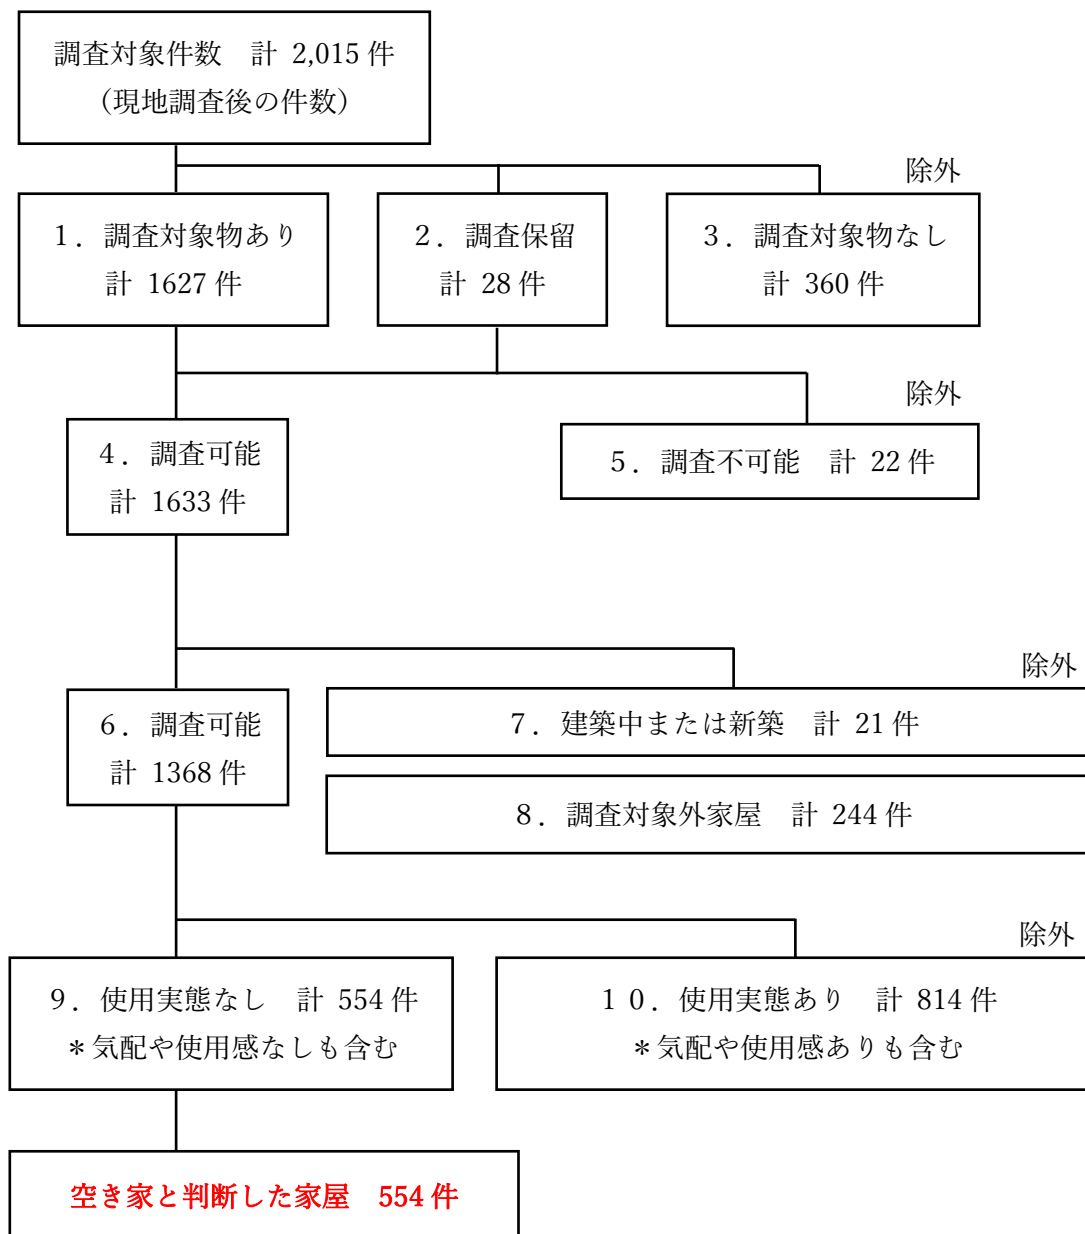 調査対象件数　計 2,015 件
（現地調査後の件数）
除外
１．調査対象物あり
計 1627 件
２．調査保留
計 28 件
３．調査対象物なし
計 360 件
除外
４．調査可能
計 1633 件
５．調査不可能　計 22 件
除外
６．調査可能
計 1368 件
７．建築中または新築　計 21 件
８．調査対象外家屋　計 244 件
除外
９．使用実態なし　計 554 件
＊気配や使用感なしも含む
１０．使用実態あり　計 814 件
＊気配や使用感ありも含む
空き家と判断した家屋　554 件